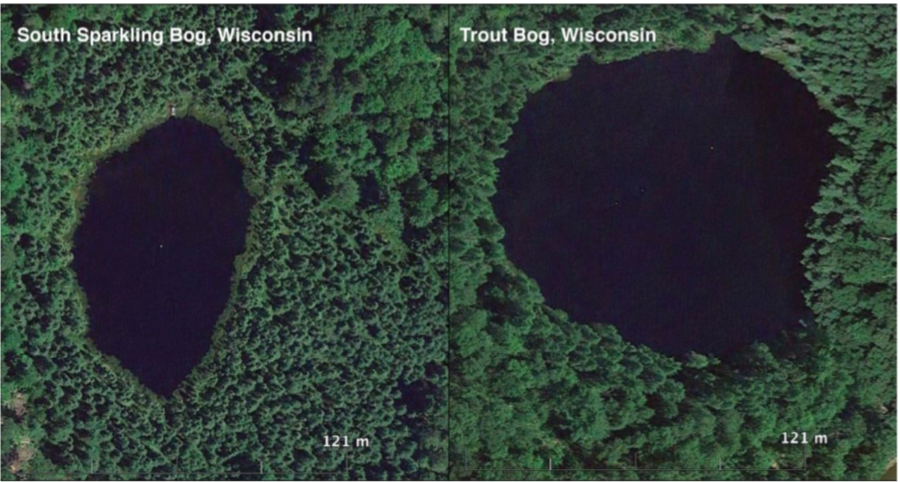 South Sparkling Bog, Wisconsin
Trout Bog, Wisconsin
121 m
121 m